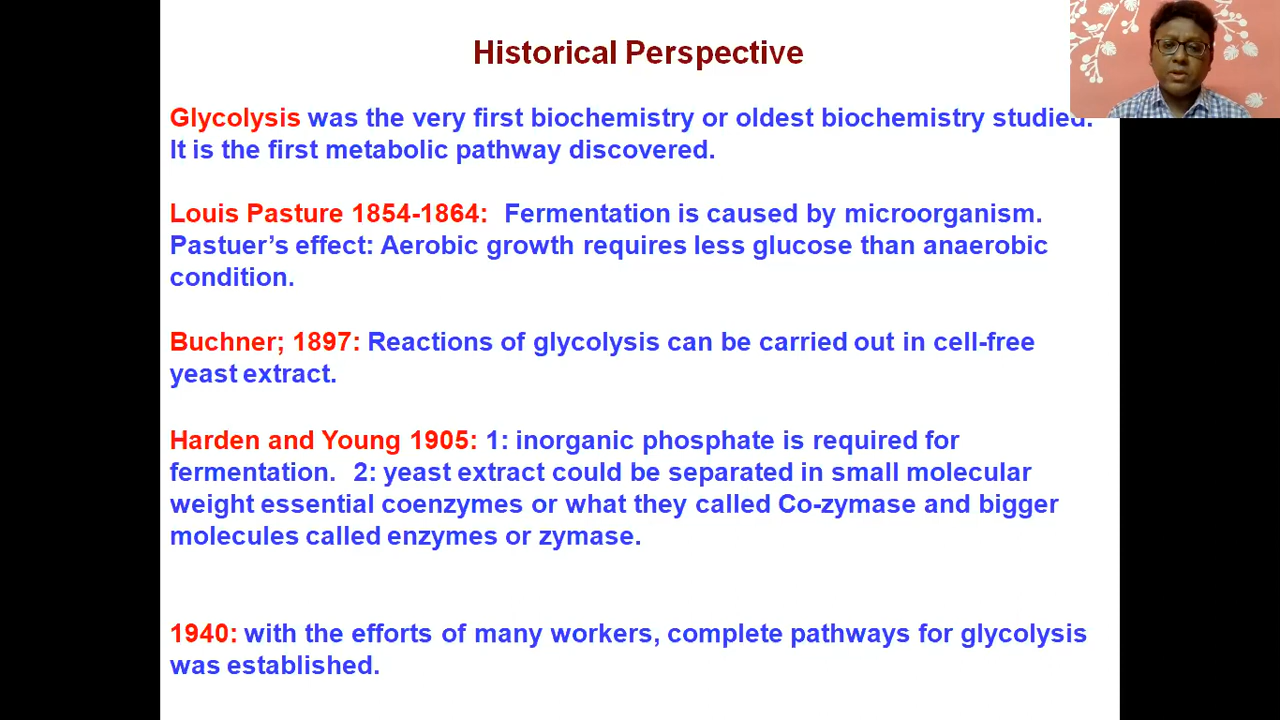 Historical Perspective
Glycolysis was the very first biochemistry or oldest biochemistry studied.
It is the first metabolic pathway discovered.
Louis Pasture 1854-1864: Fermentation is caused by microorganism.
Pastuer’s effect: Aerobic growth requires less glucose than anaerobic
condition.
Buchner; 1897: Reactions of glycolysis can be carried out in cell-free
yeast extract.
Harden and Young 1905: 1: inorganic phosphate is required for
fermentation. 2: yeast extract could be separated in small molecular
weight essential coenzymes or what they called Co-zymase and bigger
molecules called enzymes or zymase.
1940: with the efforts of many workers, complete pathways for glycolysis
was established.